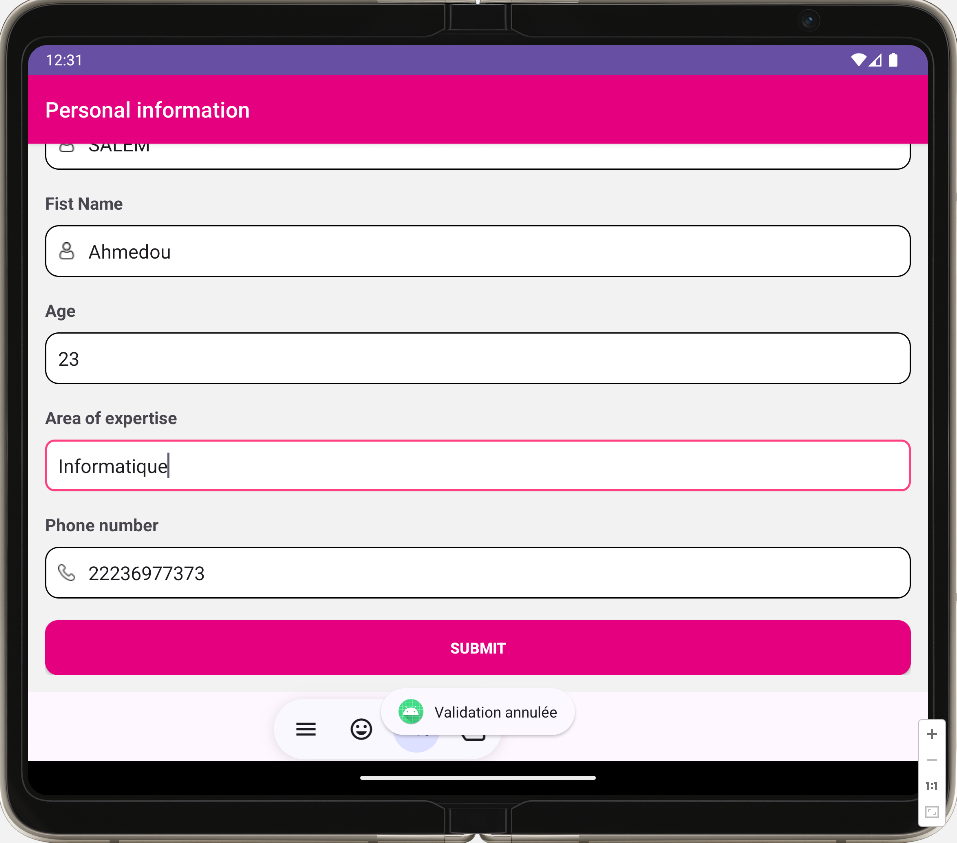 12:31
Personal information
SALEM
Fist Name
Ahmedou
Age
23
Area of expertise
Informatique
Phone number
22236977373
SUBMIT
Validation annulée
1:1